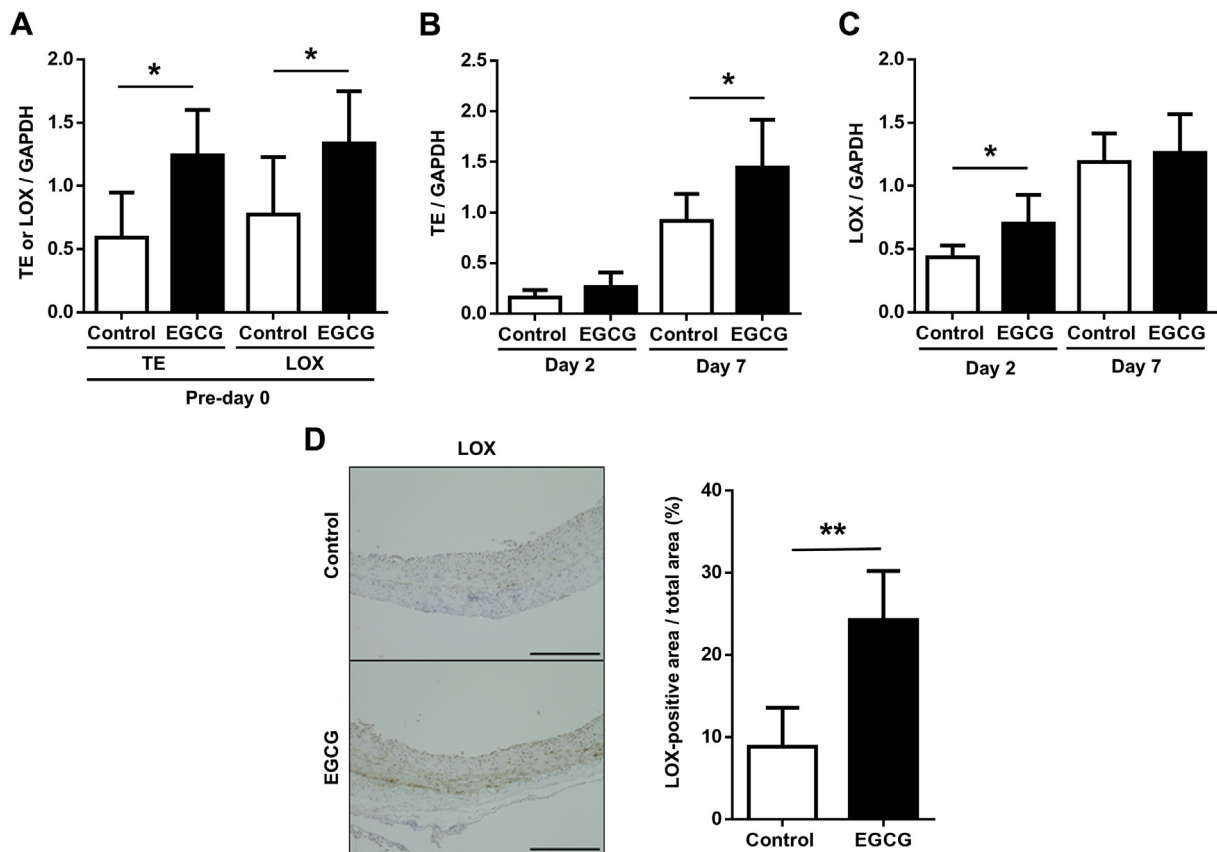 A
TE or LOX / GAPDH
2.0
1.5
1.0
0.5
0.0
*
*
Control EGCG Control EGCG
TE LOX
Pre-day 0
B
TE / GAPDH
2.5
2.0
1.5
1.0
0.5
0.0
*
Control EGCG Control EGCG
Day 2 Day 7
C
LOX / GAPDH
2.0
1.5
1.0
0.5
0.0
*
Control EGCG Control EGCG
Day 2 Day 7
D
LOX
Control
EGCG
LOX-positive area / total area (%)
40
30
20
10
0
**
Control EGCG